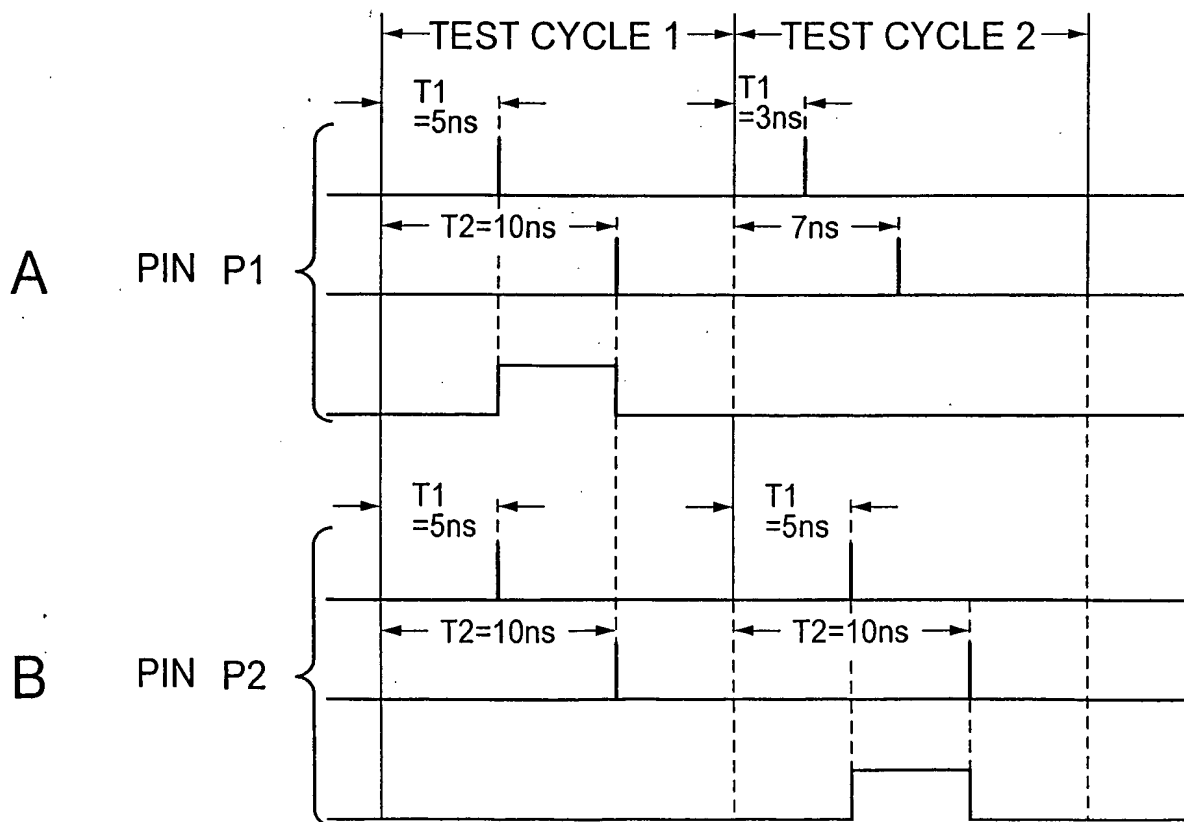 TEST CYCLE 1 TEST CYCLE 2
T1
=5ns
T1
=3ns
T2=10ns
7ns
A PIN P1
T1
=5ns
T1
=5ns
T2=10ns
T2=10ns
B PIN P2